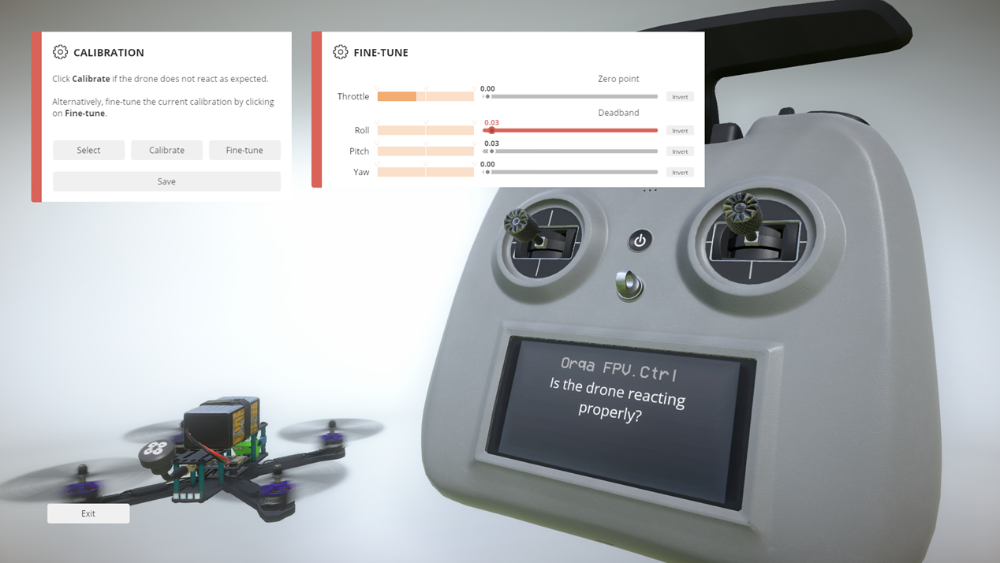 CALIBRATION
Click Calibrate if the drone does not react as expected.
Alternatively, fine-tune the current calibration by clicking
on Fine-tune.
Select
Calibrate
Fine-tune
Save
FINE-TUNE
Zero point
Throttle
0.00
Invert
Deadband
Roll
0.03
Invert
Pitch
0.03
Invert
Yaw
0.00
Invert
Orqa FPV.Ctrl
Is the drone reacting
properly?
Exit